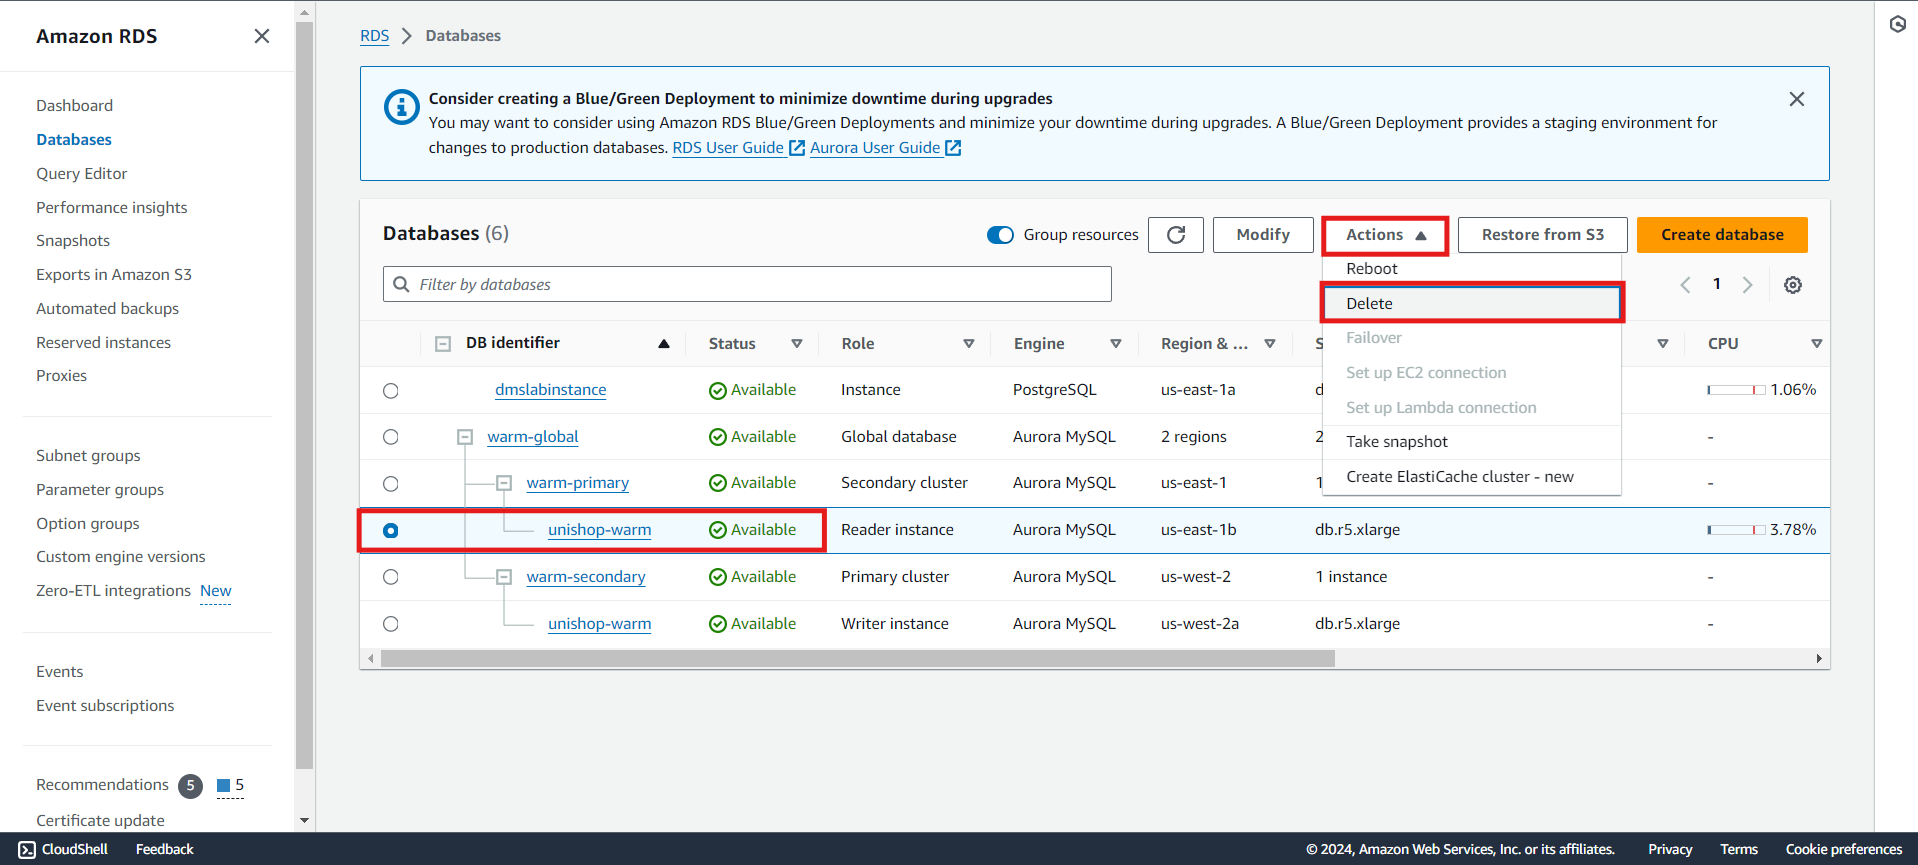 Amazon RDS
Dashboard
Databases
Query Editor
Performance insights
Snapshots
Exports in Amazon S3
Automated backups
Reserved instances
Proxies
Subnet groups
Parameter groups
Option groups
Custom engine versions
Zero-ETL integrations New
Events
Event subscriptions
Recommendations 5 5
Certificate update
RDS > Databases
Consider creating a Blue/Green Deployment to minimize downtime during upgrades
You may want to consider using Amazon RDS Blue/Green Deployments and minimize your downtime during upgrades. A Blue/Green Deployment provides a staging environment for
changes to production databases. RDS User Guide Aurora User Guide
Databases (6) Group resources Modify Actions Restore from S3 Create database
Filter by databases
1
Reboot
Delete
Failover
Set up EC2 connection
Set up Lambda connection
Take snapshot
Create ElastiCache cluster - new
DB identifier Status Role Engine Region & ... S CPU
dmslabinstance Available Instance PostgreSQL us-east-1a d 1.06%
warm-global Available Global database Aurora MySQL 2 regions 2 -
warm-primary Available Secondary cluster Aurora MySQL us-east-1 1 -
unishop-warm Available Reader instance Aurora MySQL us-east-1b db.r5.xlarge 3.78%
warm-secondary Available Primary cluster Aurora MySQL us-west-2 1 instance -
unishop-warm Available Writer instance Aurora MySQL us-west-2a db.r5.xlarge -
CloudShell Feedback © 2024, Amazon Web Services, Inc. or its affiliates. Privacy Terms Cookie preferences